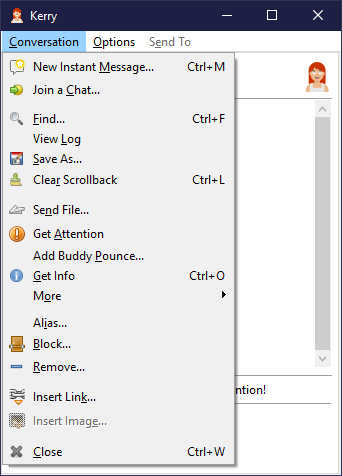 Kerry
Conversation Options Send To
New Instant Message... Ctrl+M
Join a Chat...
Find... Ctrl+F
View Log
Save As...
Clear Scrollback Ctrl+L
Send File...
Get Attention
Add Buddy Pounce...
Get Info Ctrl+O
More
Alias...
Block...
Remove...
ntion!
Insert Link...
Insert Image...
Close Ctrl+W